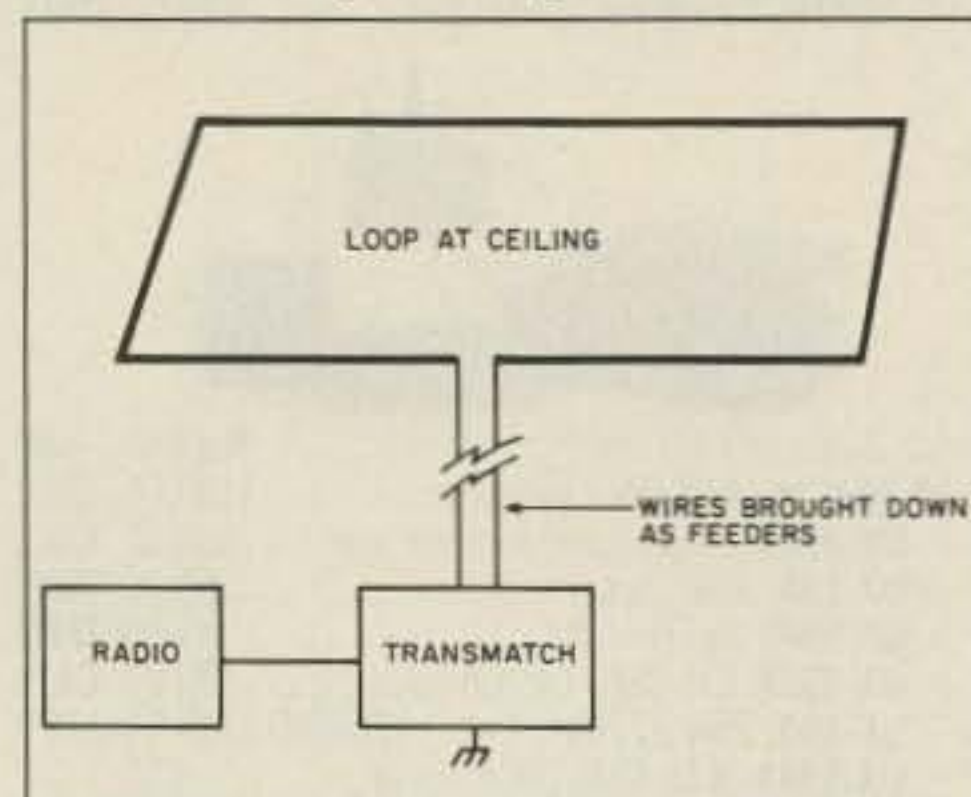 LOOP AT CEILING
WIRES BROUGHT DOWN
AS FEEDERS
RADIO
TRANSMATCH